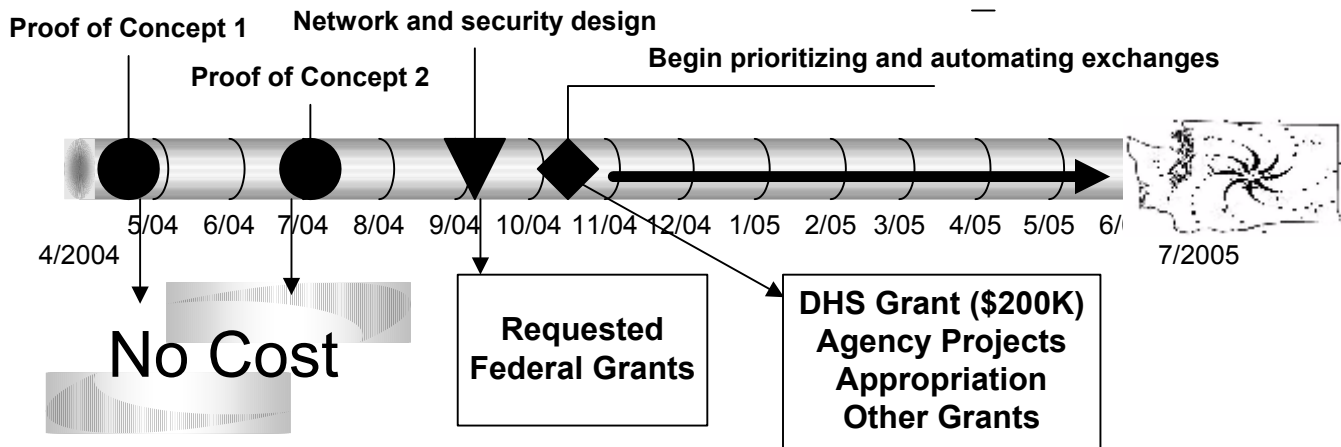 Proof of Concept 1
Network and security design
Proof of Concept 2
Begin prioritizing and automating exchanges
4/2004
5/04
6/04
7/04
8/04
9/04
10/04
11/04
12/04
1/05
2/05
3/05
4/05
5/05
7/2005
No Cost
Requested
Federal Grants
DHS Grant ($200K)
Agency Projects
Appropriation
Other Grants